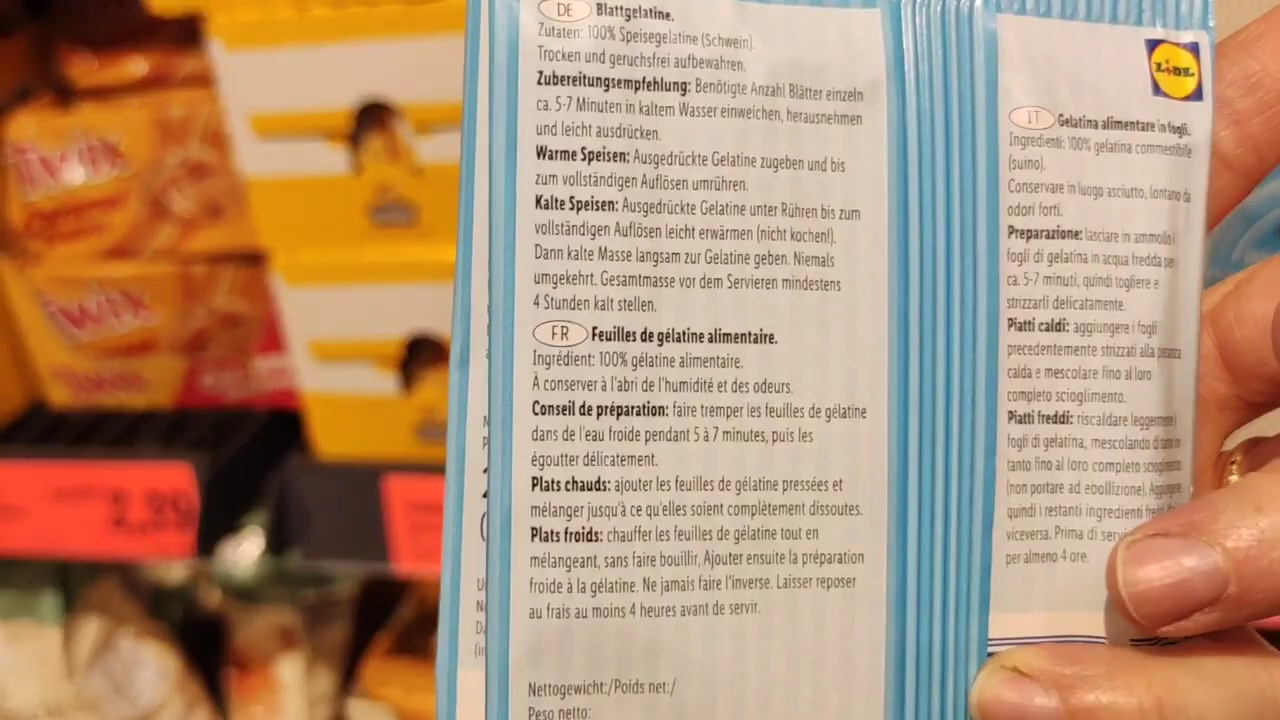 DE Blattgelatine.
Zutaten: 100% Speisegelatine (Schwein).
Trocken und geruchsfrei aufbewahren.
Zubereitungsempfehlung: Benötigte Anzahl Blätter einzeln
ca. 5-7 Minuten in kaltem Wasser einweichen, herausnehmen
und leicht ausdrücken.
Warme Speisen: Ausgedrückte Gelatine zugeben und bis
zum vollständigen Auflösen umrühren.
Kalte Speisen: Ausgedrückte Gelatine unter Rühren bis zum
vollständigen Auflösen leicht erwärmen (nicht kochen!).
Dann kalte Masse langsam zur Gelatine geben. Niemals
umgekehrt. Gesamtmasse vor dem Servieren mindestens
4 Stunden kalt stellen.
FR Feuilles de gélatine alimentaire.
Ingrédient: 100% gélatine alimentaire.
À conserver à l'abri de l'humidité et des odeurs.
Conseil de préparation: faire tremper les feuilles de gélatine
dans de l'eau froide pendant 5 à 7 minutes, puis les
égoutter délicatement.
Plats chauds: ajouter les feuilles de gélatine pressées et
mélanger jusqu'à ce qu'elles soient complètement dissoutes.
Plats froids: chauffer les feuilles de gélatine tout en
mélangeant, sans faire bouillir, Ajouter ensuite la préparation
froide à la gélatine. Ne jamais faire l'inverse. Laisser reposer
au frais au moins 4 heures avant de servir.
Nettogewicht:/Poids net:/
Peso netto:
LIDL
IT Gelatina alimentare in fogli.
Ingredienti: 100% gelatina commestibile
(suino).
Conservare in luogo asciutto, lontano da
odori forti.
Preparazione: lasciare in ammollo i
fogli di gelatina in acqua fredda per
ca. 5-7 minuti, quindi togliere e
strizzarli delicatamente.
Piatti caldi: aggiungere i fogli
precedentemente strizzati alla pietanza
calda e mescolare fino al loro
completo scioglimento.
Piatti freddi: riscaldare leggermente i
fogli di gelatina, mescolando di tanto in
tanto fino al loro completo scioglimento
(non portare ad ebollizione). Aggiungere
quindi i restanti ingredienti
viceversa. Prima di
per almeno 4 ore.
Twix
Twix
2,39